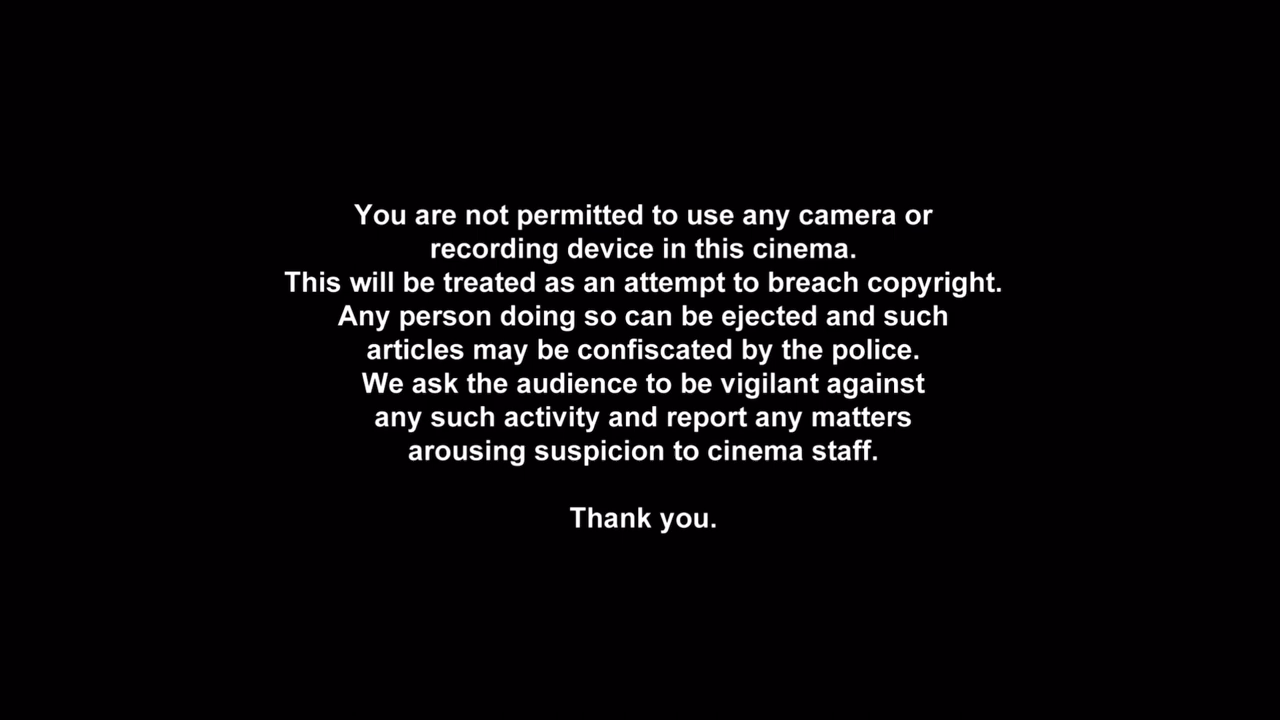 You are not permitted to use any camera or
recording device in this cinema.
This will be treated as an attempt to breach copyright.
Any person doing so can be ejected and such
articles may be confiscated by the police.
We ask the audience to be vigilant against
any such activity and report any matters
arousing suspicion to cinema staff.
Thank you.